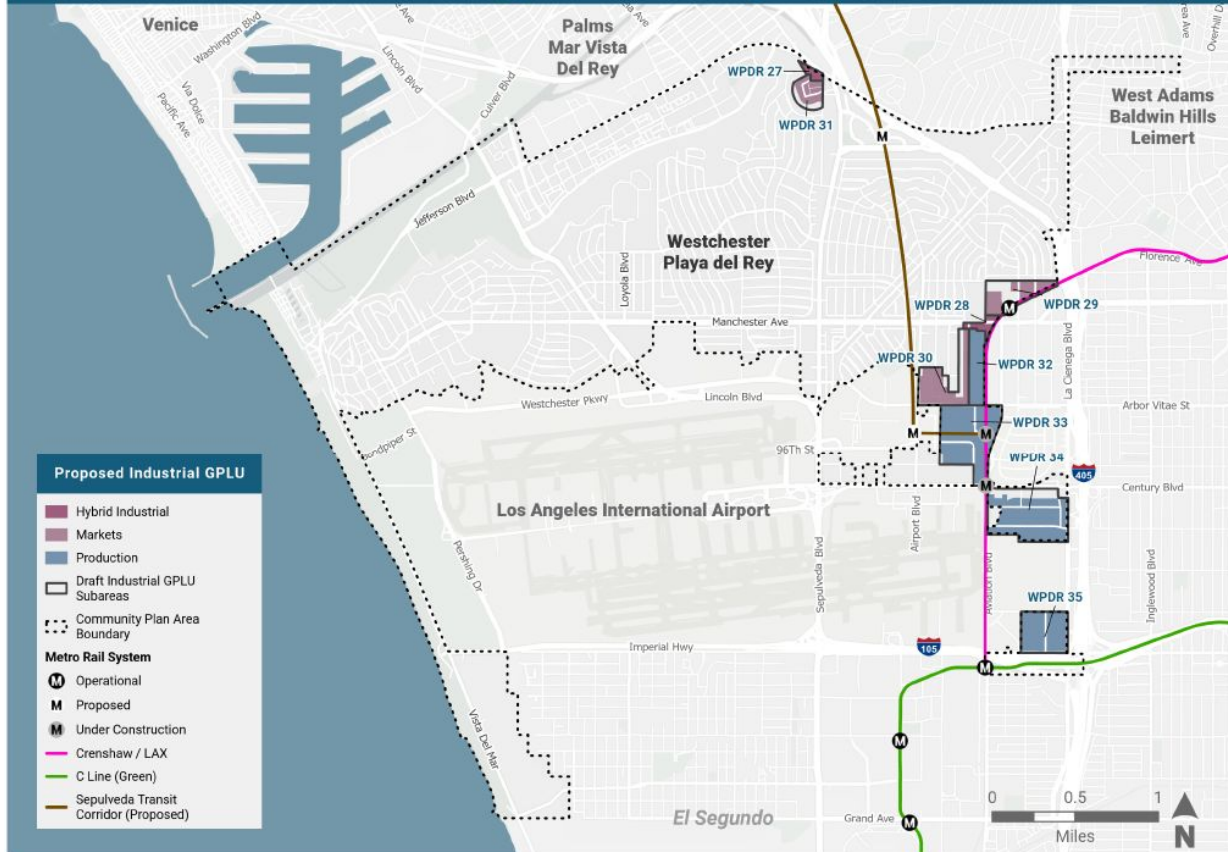 Venice
Washington Blvd
Via Dolce
Pacific Ave
Lincoln Blvd
Culver Blvd
Palms
Mar Vista
Del Rey
Overhill Dr
West Adams
Baldwin Hills
Leimert
WPDR 27
WPDR 31
Jefferson Blvd
Loyola Blvd
Westchester
Playa del Rey
Florence Ave
WPDR 28
WPDR 29
Manchester Ave
WPDR 30
WPDR 32
La Cienega Blvd
Westchester Pkwy
Lincoln Blvd
Arbor Vitae St
WPDR 33
96Th St
WPDR 34
405
Century Blvd
Los Angeles International Airport
Airport Blvd
Pershing Dr
Sepulveda Blvd
Aviation Blvd
Inglewood Blvd
WPDR 35
Imperial Hwy
105
Vista Del Mar
El Segundo
Grand Ave
M
M
M
M
M
M
M
M
Proposed Industrial GPLU
Hybrid Industrial
Markets
Production
Draft Industrial GPLU
Subareas
Community Plan Area
Boundary
Metro Rail System
M Operational
M Proposed
M Under Construction
Crenshaw / LAX
C Line (Green)
Sepulveda Transit
Corridor (Proposed)
0 0.5 1
Miles
N